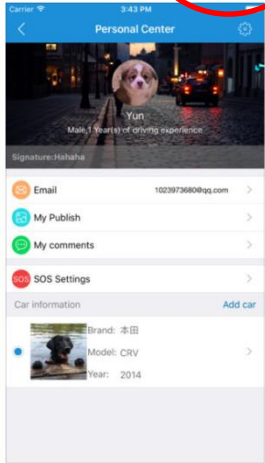 Carrier 3:43 PM
Personal Center
Yun
Male,1 Year(s) of driving experience
Signature:Hahaha
Email 1023973680@qq.com
My Publish
My comments
SOS SOS Settings
Car information Add car
Brand: 本田
Model: CRV
Year: 2014